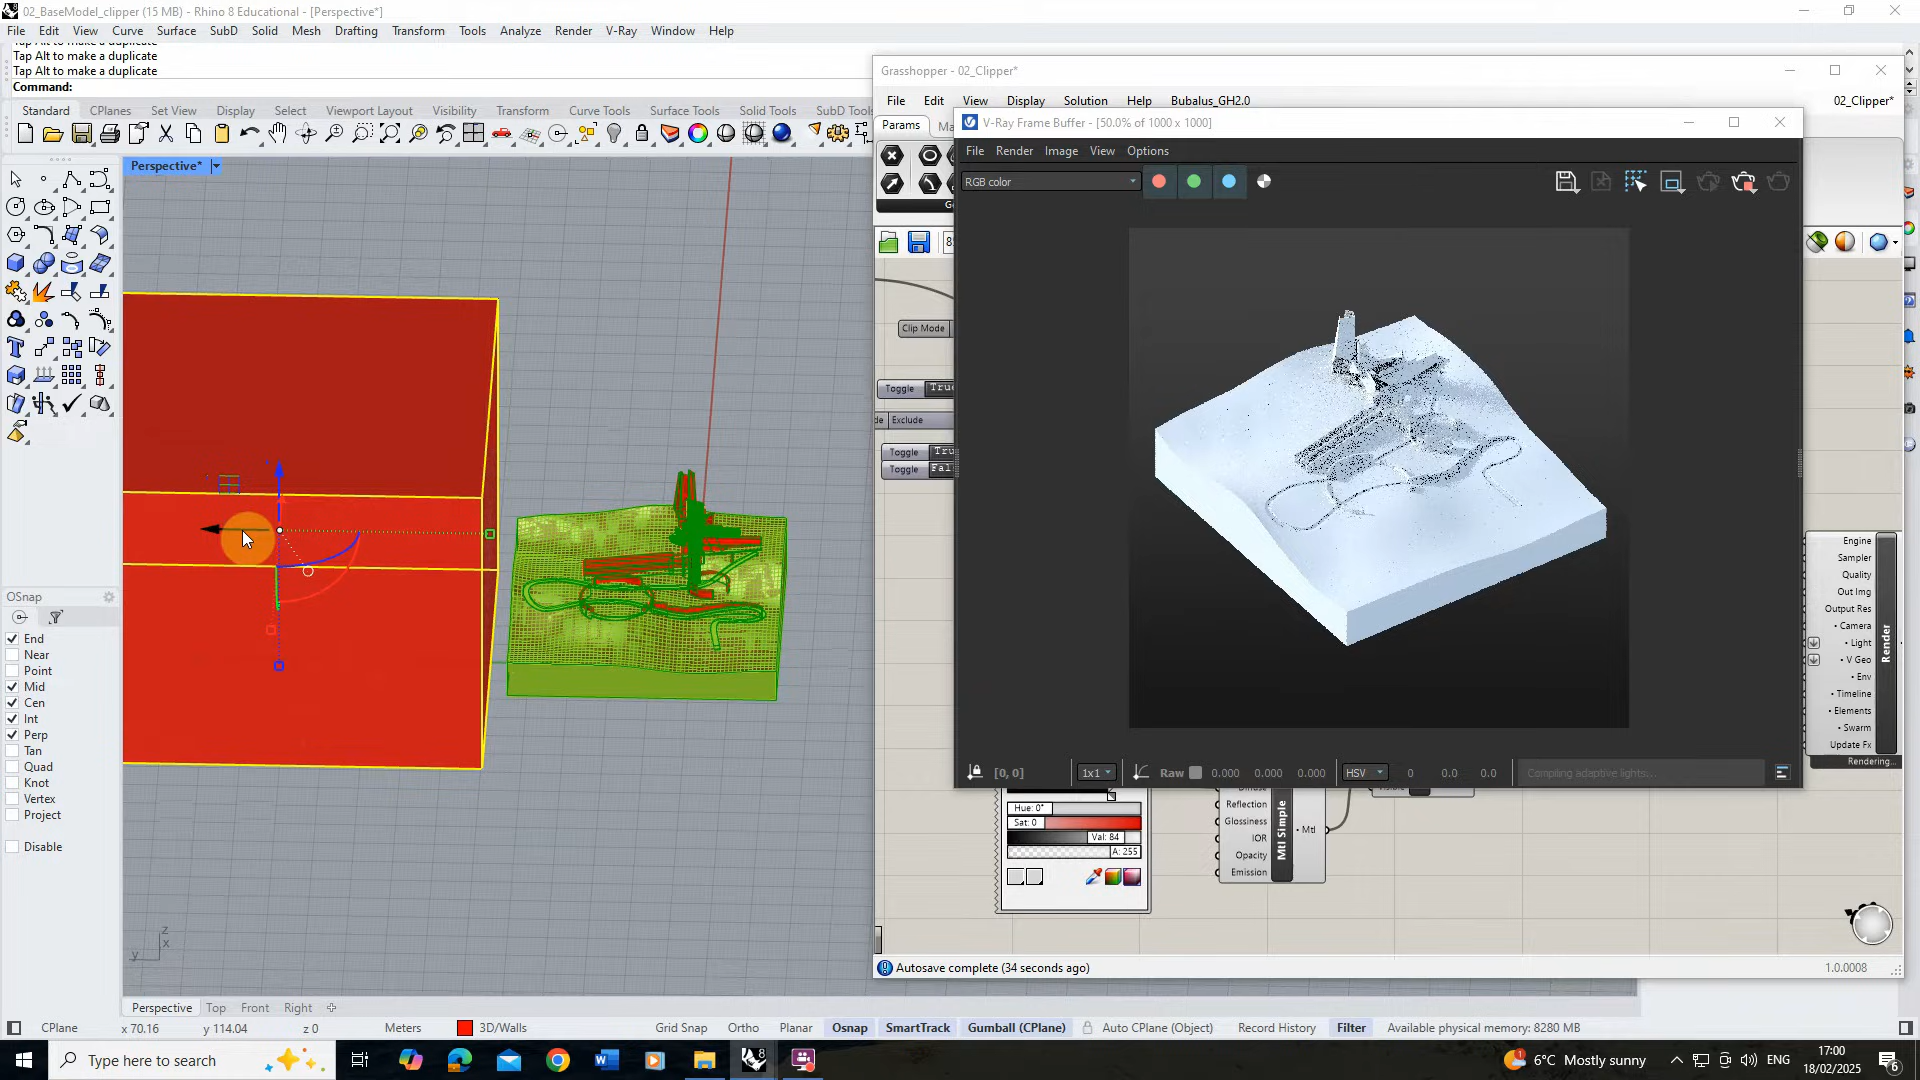 02_BaseModel_clipper (15 MB) - Rhino 8 Educational - [Perspective*]
File Edit View Curve Surface SubD Solid Mesh Drafting Transform Tools Analyze Render V-Ray Window Help
Tap Alt to make a duplicate
Tap Alt to make a duplicate
Command:
Standard CPlanes Set View Display Select Viewport Layout Visibility Transform Curve Tools Surface Tools Solid Tools SubD Tools
Perspective*
OSnap
End
Near
Point
Mid
Cen
Int
Perp
Tan
Quad
Knot
Vertex
Project
Disable
z
x
y
Grasshopper - 02_Clipper*
File Edit View Display Solution Help Bubalus_GH2.0
02_Clipper*
Params
V-Ray Frame Buffer - [50.0% of 1000 x 1000]
File Render Image View Options
RGB color
Clip Mode
Toggle
Exclude
Toggle
Toggle
[0, 0]
1x1
Raw 0.000 0.000 0.000
HSV
0 0.0 0.0
Compiling adaptive lights...
Engine
Sampler
Quality
Out Img
Output Res
Camera
Light
V Geo
Env
Timeline
Elements
Swarm
Update Fx
Render
Rendering...
Hue: 0°
Sat: 0
Val: 84
A: 255
Reflection
Glossiness
IOR
Opacity
Emission
Mtl Simple
Mtl
Autosave complete (34 seconds ago)
1.0.0008
Perspective Top Front Right
CPlane x 70.16 y 114.04 z 0 Meters 3D/Walls Grid Snap Ortho Planar Osnap SmartTrack Gumball (CPlane) Auto CPlane (Object) Record History Filter Available physical memory: 8280 MB
Type here to search
6°C Mostly sunny
ENG
17:00
18/02/2025
6